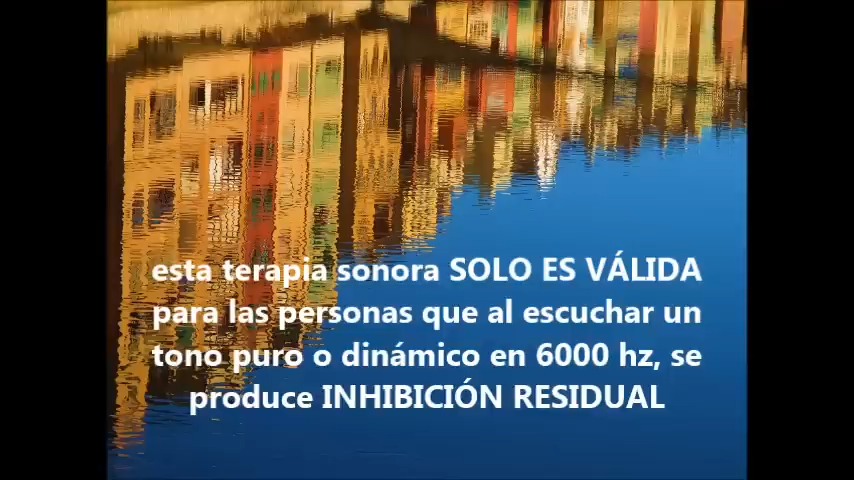 esta terapia sonora SOLO ES VÁLIDA
para las personas que al escuchar un
tono puro o dinámico en 6000 hz, se
produce INHIBICIÓN RESIDUAL